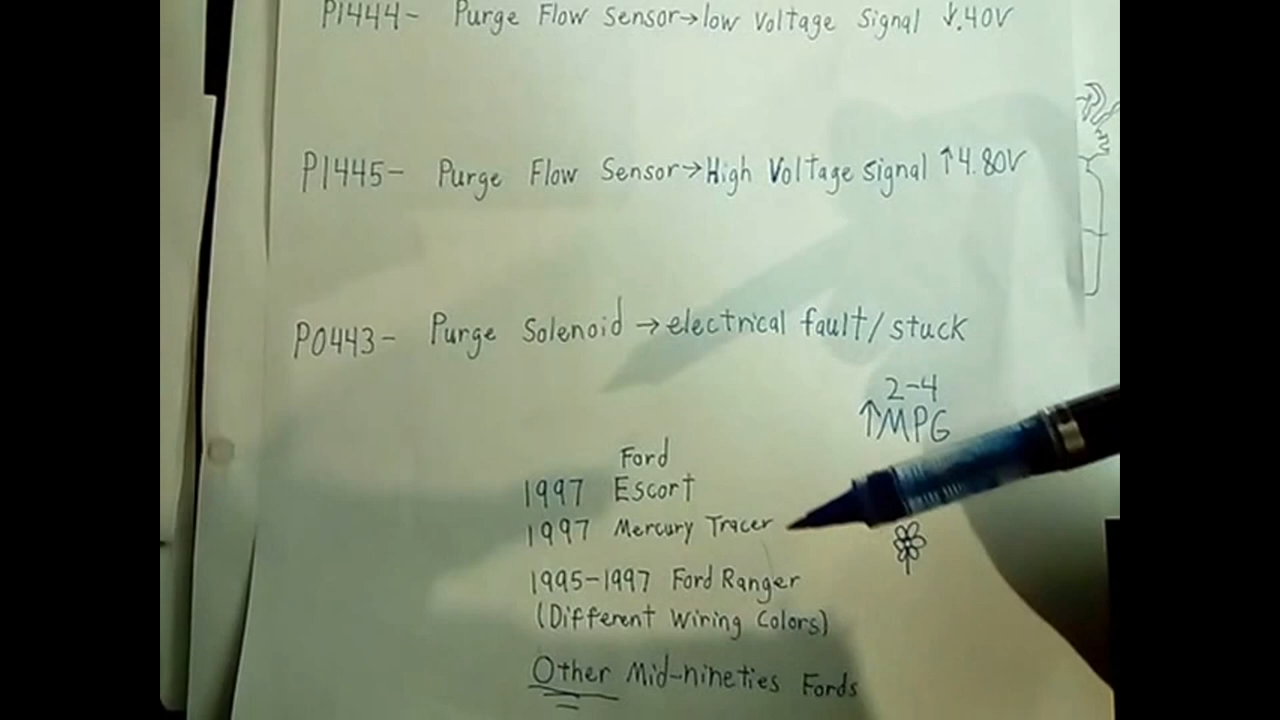 P1444- Purge Flow Sensor→low Voltage Signal ↓.40V
P1445- Purge Flow Sensor→High Voltage Signal ↑4.80V
P0443- Purge Solenoid →electrical fault/stuck
2-4
↑MPG
Ford
1997 Escort
1997 Mercury Tracer
1995-1997 Ford Ranger
(Different Wiring Colors)
Other Mid-nineties Fords